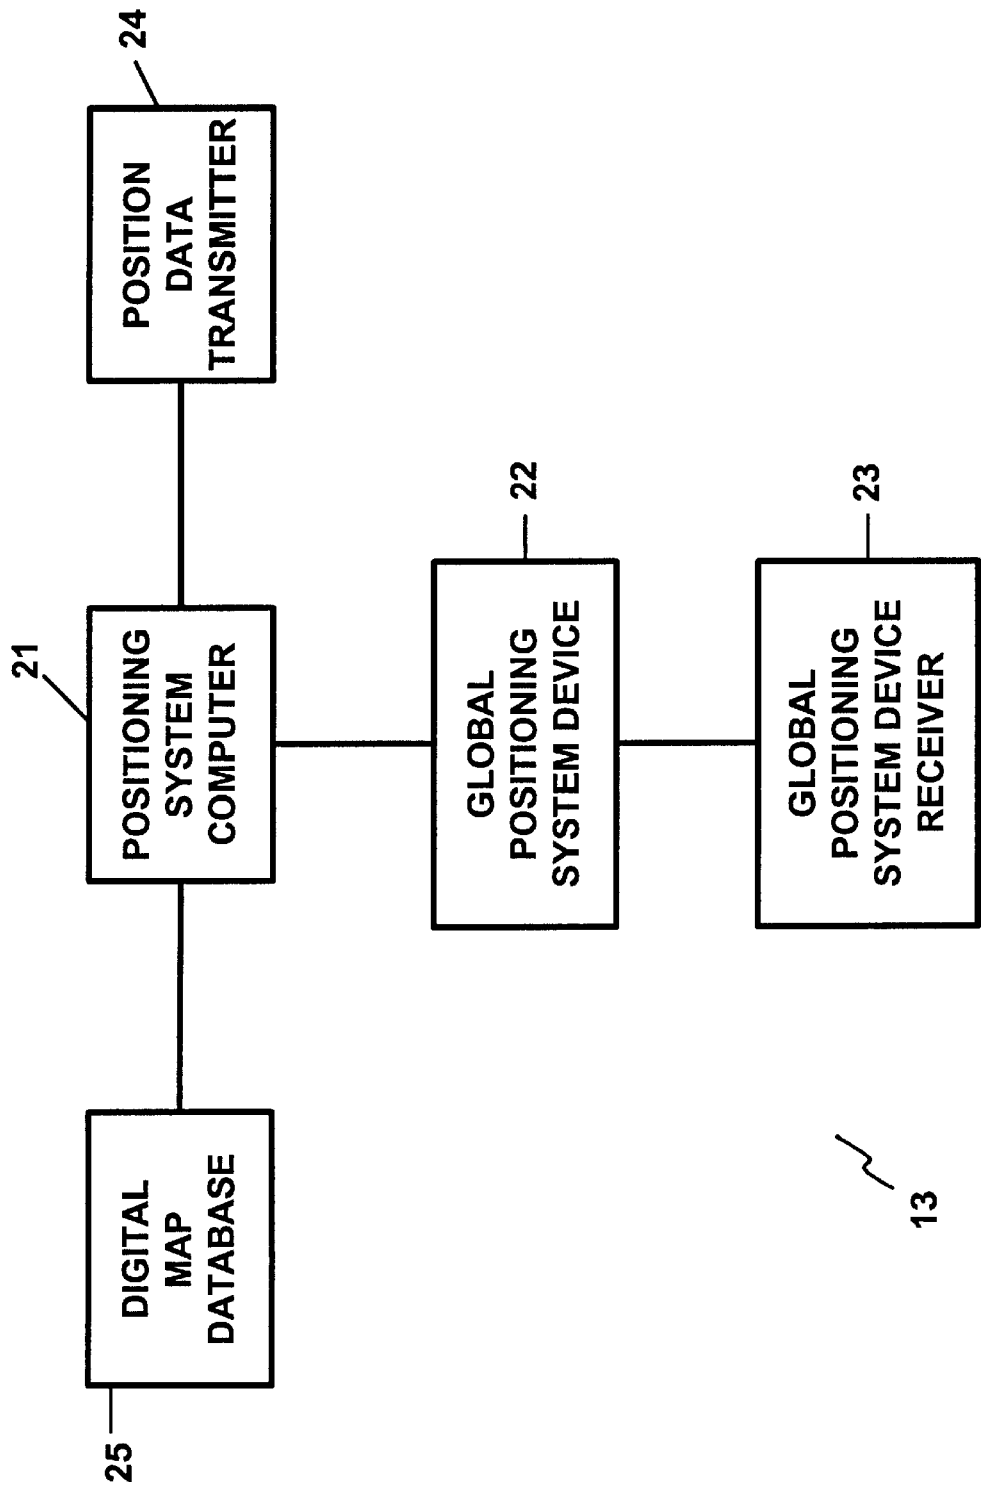 25
DIGITAL
MAP
DATABASE
21
POSITIONING
SYSTEM
COMPUTER
24
POSITION
DATA
TRANSMITTER
22
GLOBAL
POSITIONING
SYSTEM DEVICE
23
GLOBAL
POSITIONING
SYSTEM DEVICE
RECEIVER
13